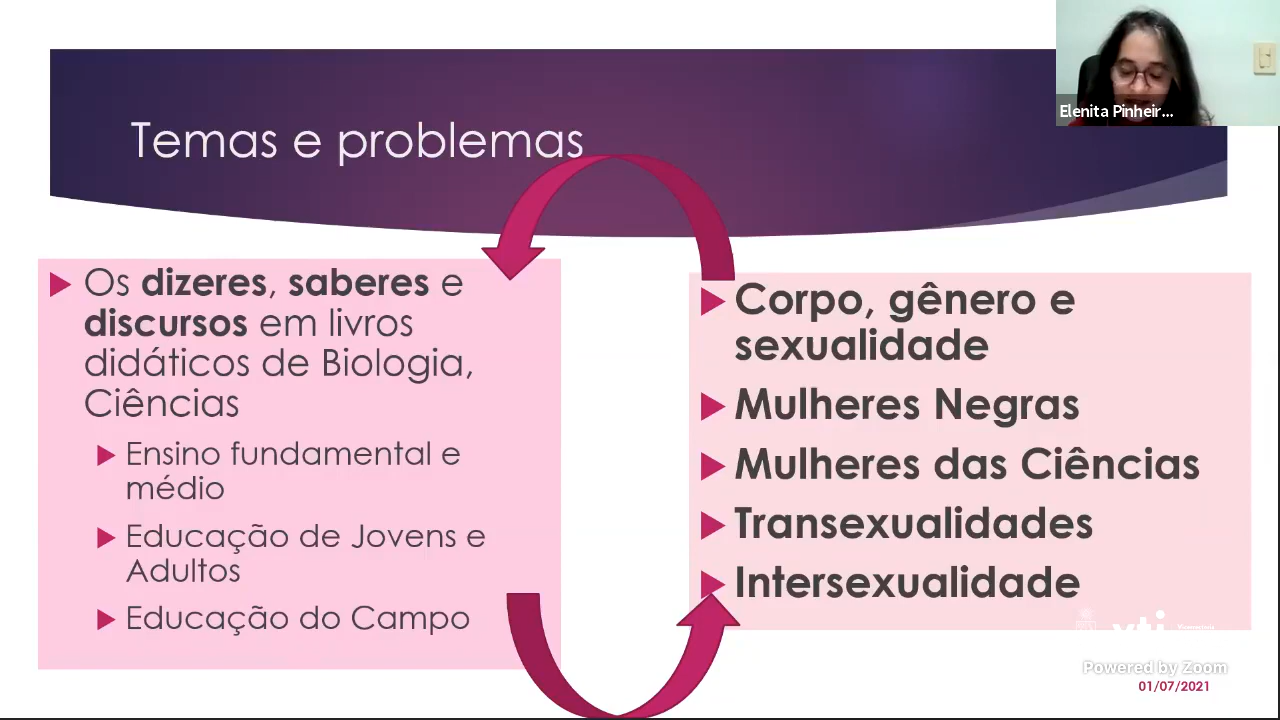 Elenita Pinheir...
Temas e problemas
Os dizeres, saberes e
discursos em livros
didáticos de Biologia,
Ciências
Ensino fundamental e
médio
Educação de Jovens e
Adultos
Educação do Campo
Corpo, gênero e
sexualidade
Mulheres Negras
Mulheres das Ciências
Transexualidades
Intersexualidade
Powered by Zoom
01/07/2021